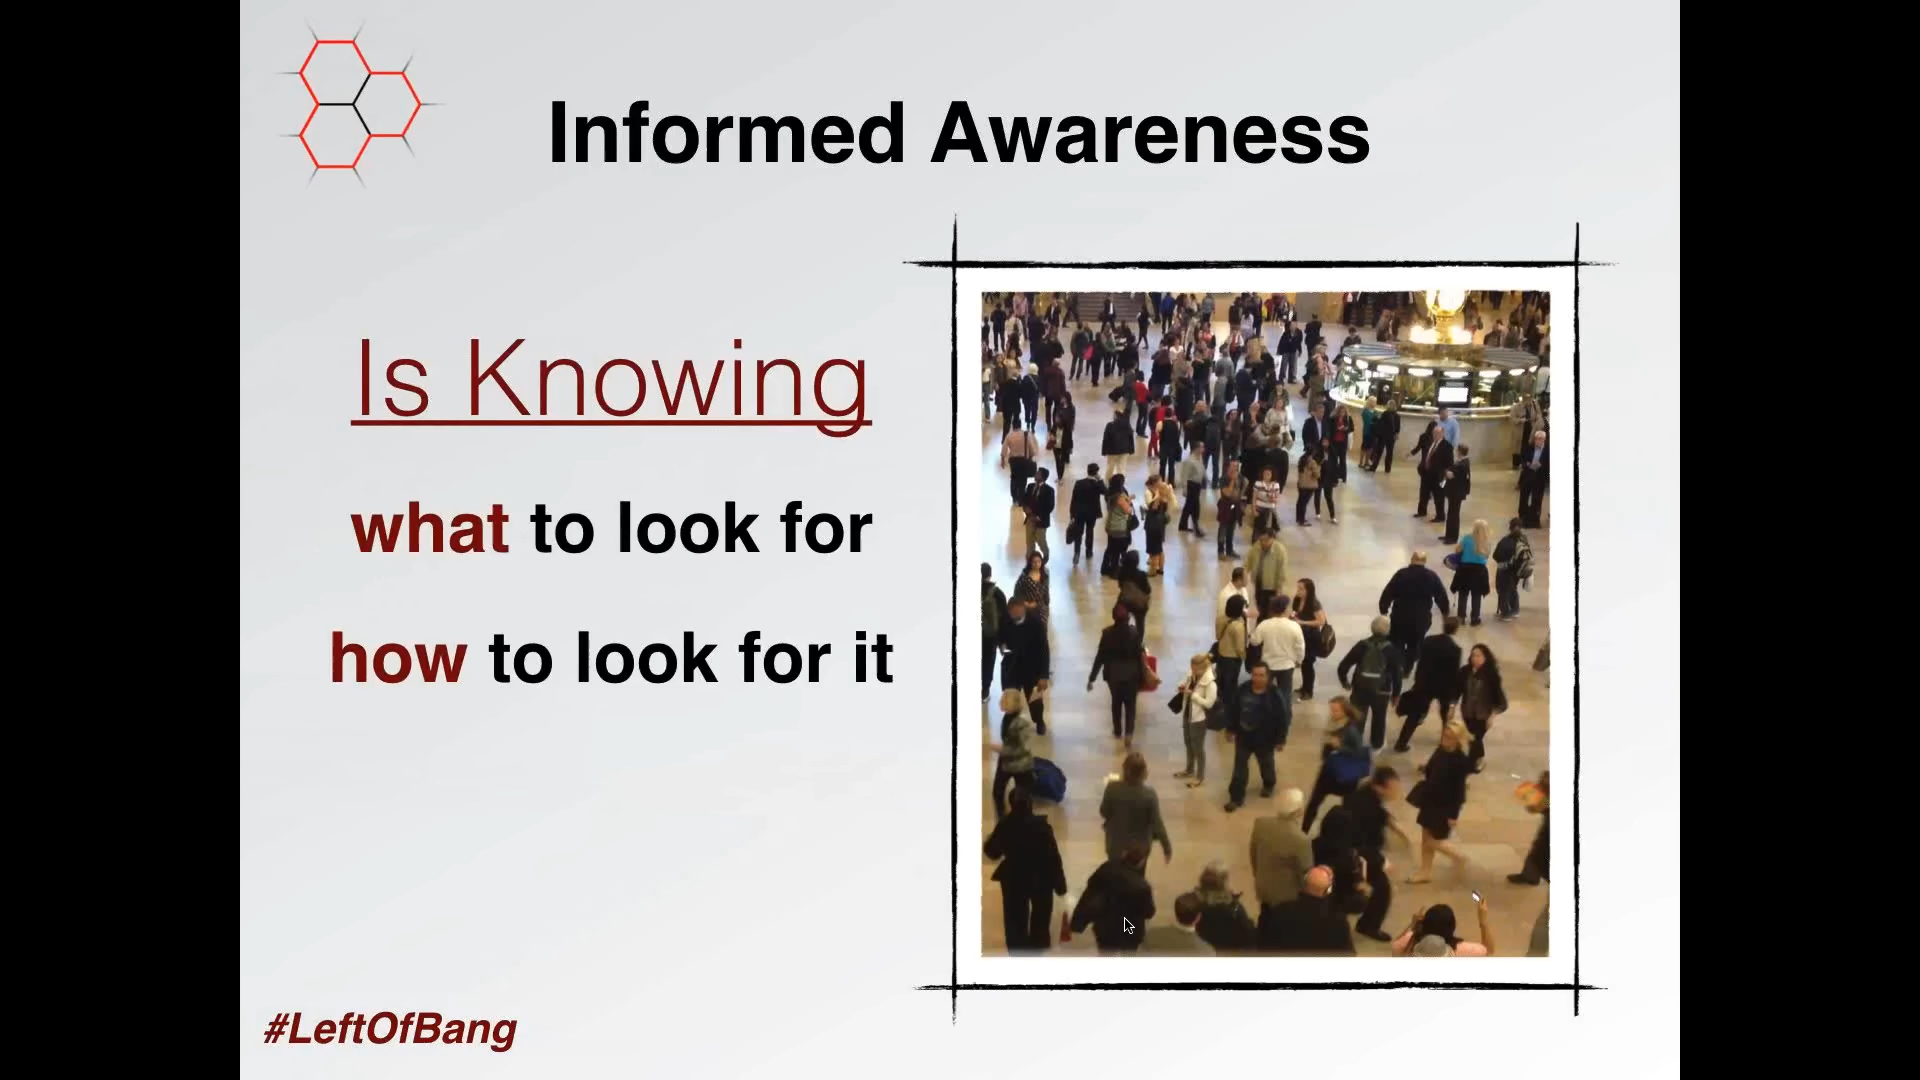 Informed Awareness
Is Knowing
what to look for
how to look for it
#LeftOfBang